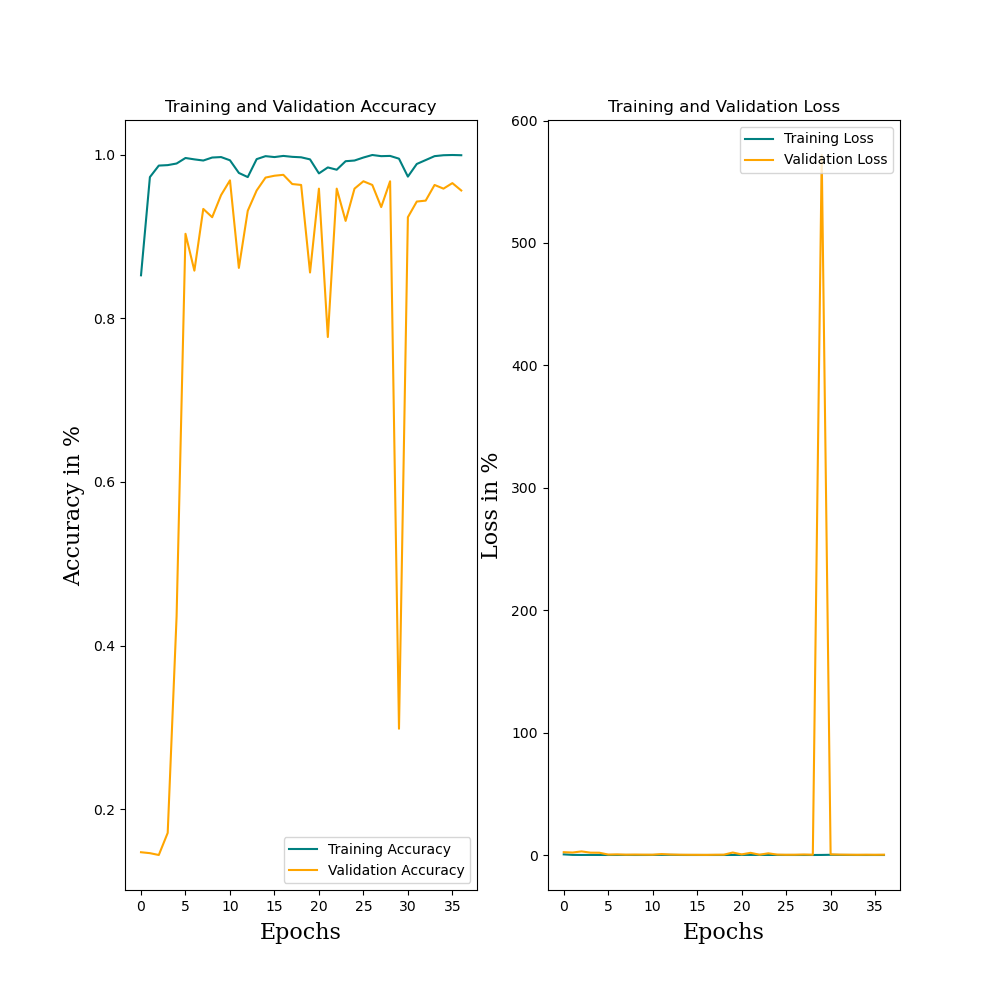 Training and Validation Accuracy
Accuracy in %
1.0
0.8
0.6
0.4
0.2
0 5 10 15 20 25 30 35
Epochs
Training Accuracy
Validation Accuracy
Training and Validation Loss
Loss in %
600
500
400
300
200
100
0
0 5 10 15 20 25 30 35
Epochs
Training Loss
Validation Loss